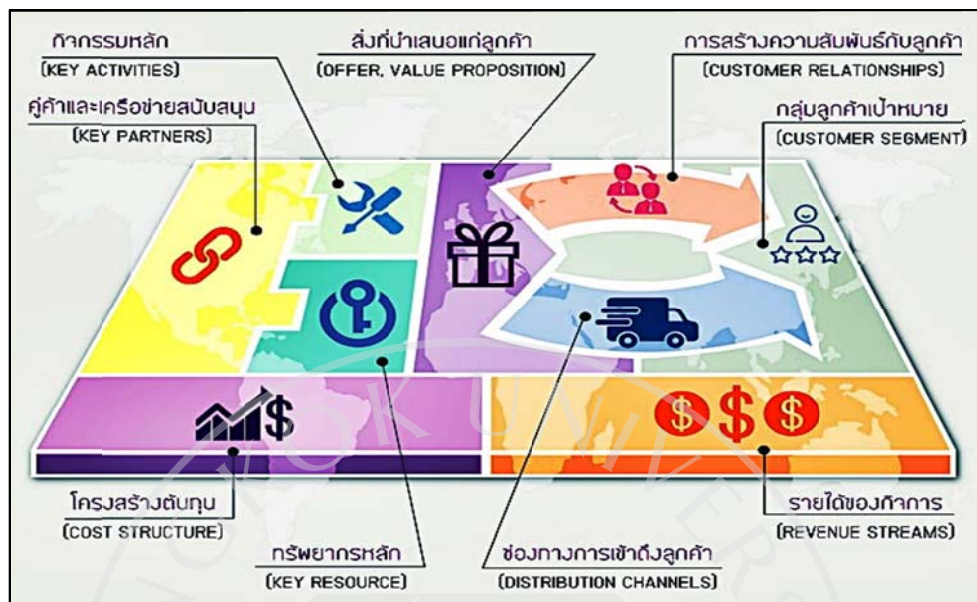 กิจกรรมหลัก
(KEY ACTIVITIES)
สิ่งที่นำเสนอแก่ลูกค้า
(OFFER, VALUE PROPOSITION)
การสร้างความสัมพันธ์กับลูกค้า
(CUSTOMER RELATIONSHIPS)
คู่ค้าและเครือข่ายสนับสนุน
(KEY PARTNERS)
กลุ่มลูกค้าเป้าหมาย
(CUSTOMER SEGMENT)
$
$ $ $
โครงสร้างต้นทุน
(COST STRUCTURE)
ทรัพยากรหลัก
(KEY RESOURCE)
ช่องทางการเข้าถึงลูกค้า
(DISTRIBUTION CHANNELS)
รายได้ของกิจการ
(REVENUE STREAMS)